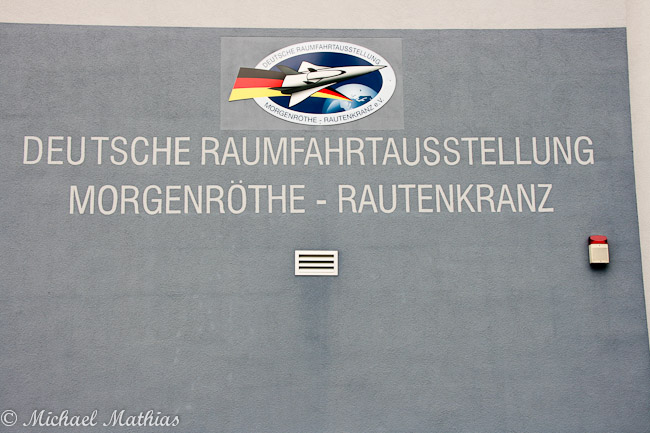 DEUTSCHE RAUMFAHRTAUSSTELLUNG
MORGENRÖTHE - RAUTENKRANZ e.V.
DEUTSCHE RAUMFAHRTAUSSTELLUNG
MORGENRÖTHE - RAUTENKRANZ
© Michael Mathias